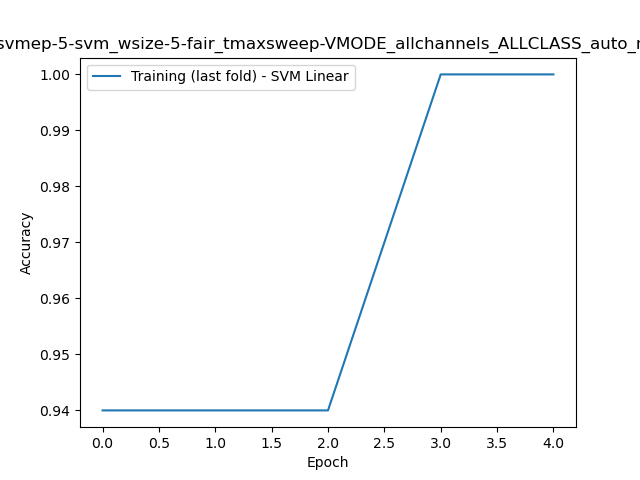 svmep-5-svm_wsize-5-fair_tmaxsweep-VMODE_allchannels_ALLCLASS_auto_r
Training (last fold) - SVM Linear
1.00
0.99
0.98
0.97
0.96
0.95
0.94
Accuracy
0.0 0.5 1.0 1.5 2.0 2.5 3.0 3.5 4.0
Epoch